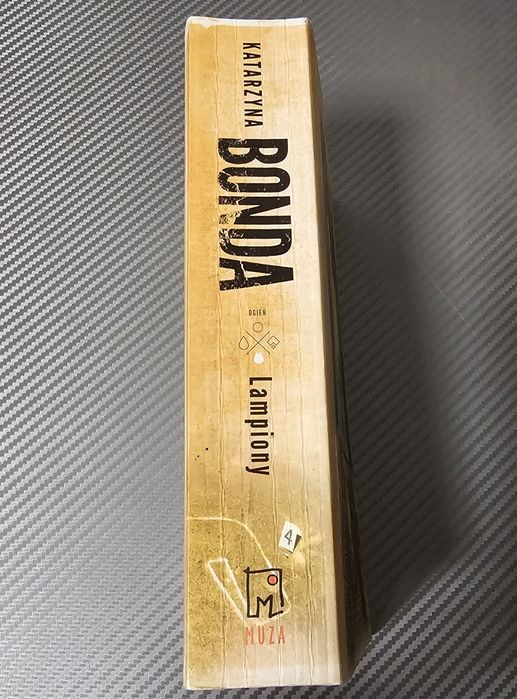 KATARZYNA
BONDA
OGIEŃ
Lampiony
4
M
MUZA